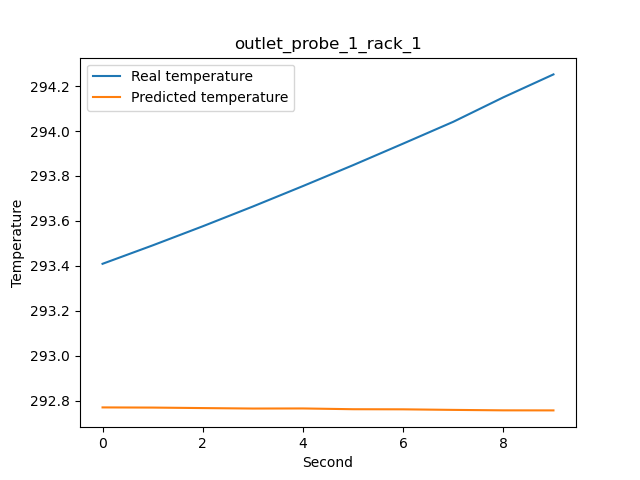 outlet_probe_1_rack_1
Real temperature
Predicted temperature
294.2
294.0
293.8
293.6
293.4
293.2
293.0
292.8
Temperature
0 2 4 6 8
Second